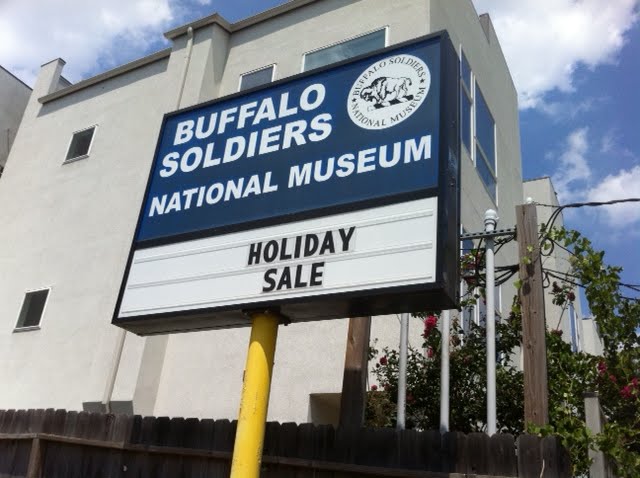 BUFFALO
SOLDIERS
NATIONAL MUSEUM
BUFFALO SOLDIERS
NATIONAL MUSEUM
HOLIDAY
SALE